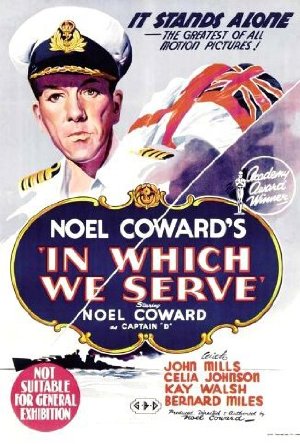 IT STANDS ALONE
—THE GREATEST OF ALL
MOTION PICTURES!
Academy
Award
Winner
NOEL COWARD'S
'IN WHICH
WE SERVE'
Starring
NOEL COWARD
as CAPTAIN "D"
with
JOHN MILLS
CELIA JOHNSON
KAY WALSH
BERNARD MILES
Produced Directed & Authored by
Noel Coward
NOT
SUITABLE
FOR GENERAL
EXHIBITION